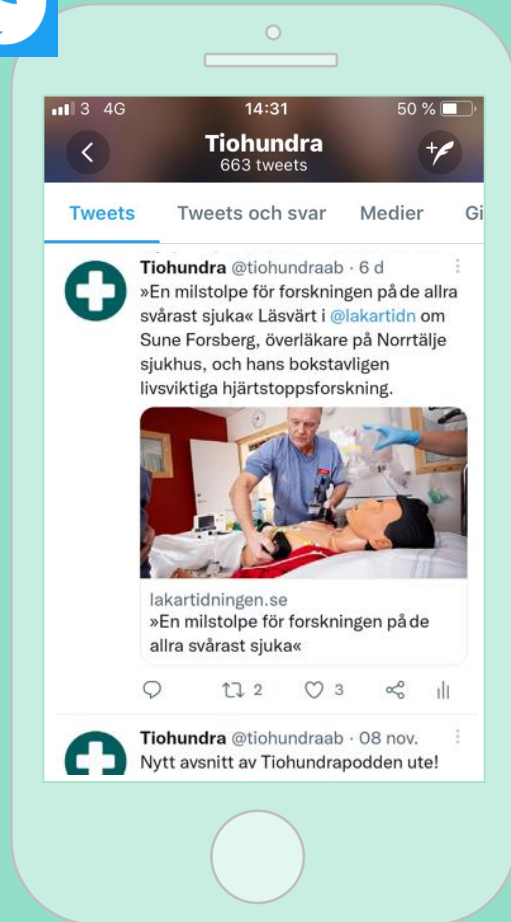 3 4G 14:31 50 %
Tiohundra
663 tweets
Tweets Tweets och svar Medier Gi
Tiohundra @tiohundraab · 6 d
»En milstolpe för forskningen på de allra
svårast sjuka« Läsvärt i @lakartidn om
Sune Forsberg, överläkare på Norrtälje
sjukhus, och hans bokstavligen
livsviktiga hjärtstoppsforskning.
lakartidningen.se
»En milstolpe för forskningen på de
allra svårast sjuka«
2 3
Tiohundra @tiohundraab · 08 nov.
Nytt avsnitt av Tiohundrapodden ute!